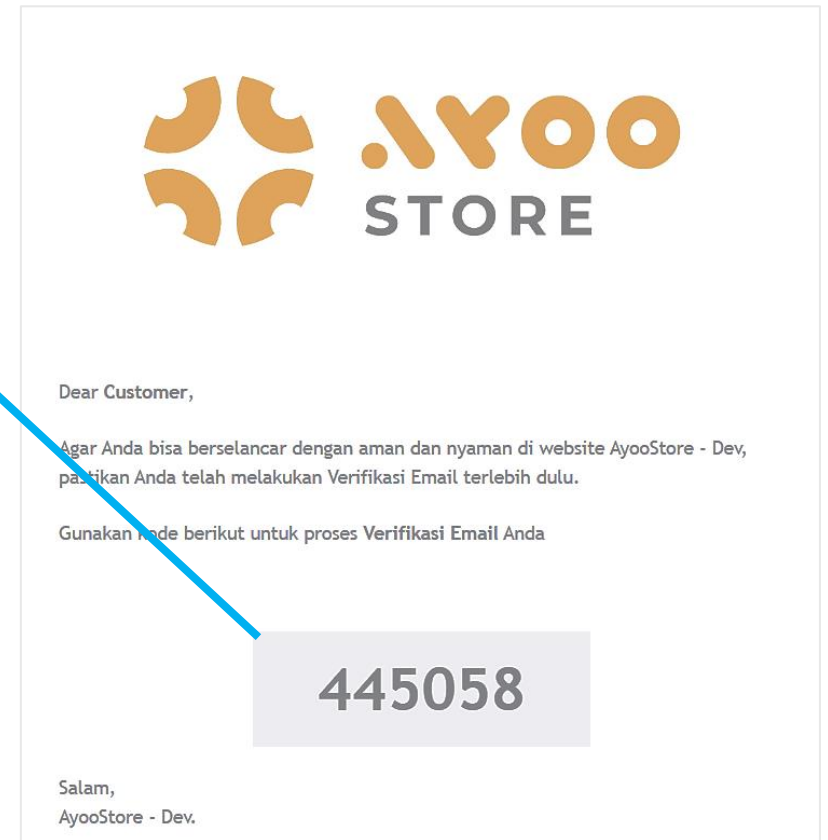 AYOO
STORE
Dear Customer,
Agar Anda bisa berselancar dengan aman dan nyaman di website AyooStore - Dev,
pastikan Anda telah melakukan Verifikasi Email terlebih dulu.
Gunakan kode berikut untuk proses Verifikasi Email Anda
445058
Salam,
AyooStore - Dev.